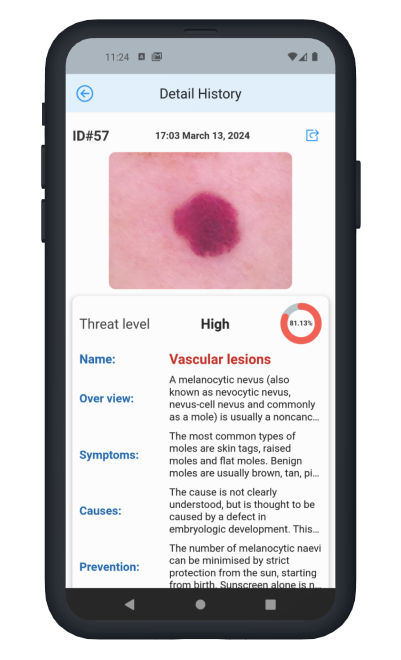 11:24
Detail History
ID#57 17:03 March 13, 2024
Threat level High 81.13%
Name: Vascular lesions
Over view:
A melanocytic nevus (also
known as nevocytic nevus,
nevus-cell nevus and commonly
as a mole) is usually a noncanc...
Symptoms:
The most common types of
moles are skin tags, raised
moles and flat moles. Benign
moles are usually brown, tan, pi...
Causes:
The cause is not clearly
understood, but is thought to be
caused by a defect in
embryologic development. This...
Prevention:
The number of melanocytic naevi
can be minimised by strict
protection from the sun, starting
from birth. Sunscreen alone is n...